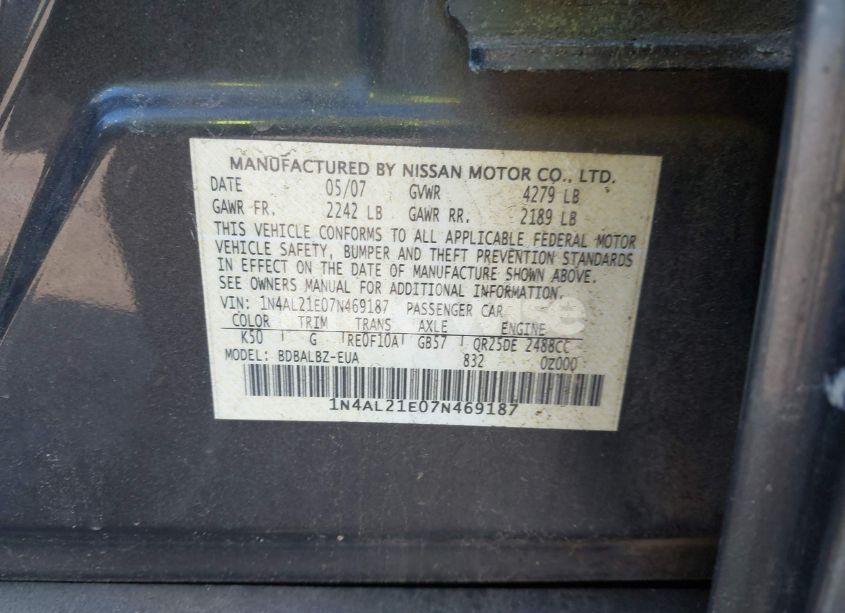 MANUFACTURED BY NISSAN MOTOR CO., LTD.
DATE 05/07 GVWR 4279 LB
GAWR FR. 2242 LB GAWR RR. 2189 LB
THIS VEHICLE CONFORMS TO ALL APPLICABLE FEDERAL MOTOR
VEHICLE SAFETY, BUMPER AND THEFT PREVENTION STANDARDS
IN EFFECT ON THE DATE OF MANUFACTURE SHOWN ABOVE.
SEE OWNERS MANUAL FOR ADDITIONAL INFORMATION.
VIN: 1N4AL21E07N469187 PASSENGER CAR
COLOR TRIM TRANS AXLE ENGINE
K50 G RE0F10A GB57 QR25DE 2488CC
MODEL: BDBALBZ-EUA 832 0Z000
1N4AL21E07N469187